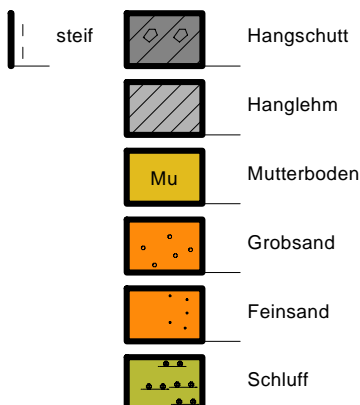 steif
Hangschutt
Hanglehm
Mu
Mutterboden
Grobsand
Feinsand
Schluff